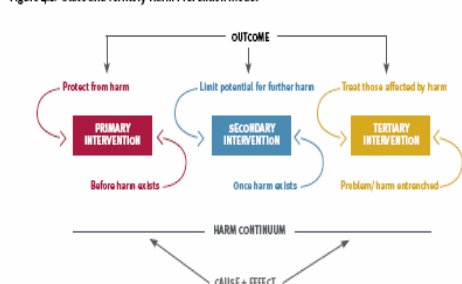 OUTCOME
Protect from harm
Limit potential for further harm
Treat those affected by harm
PRIMARY
INTERVENTION
SECONDARY
INTERVENTION
TERTIARY
INTERVENTION
Before harm exists
Once harm exists
Problem/harm entrenched
HARM CONTINUUM
CAUSE + EFFECT